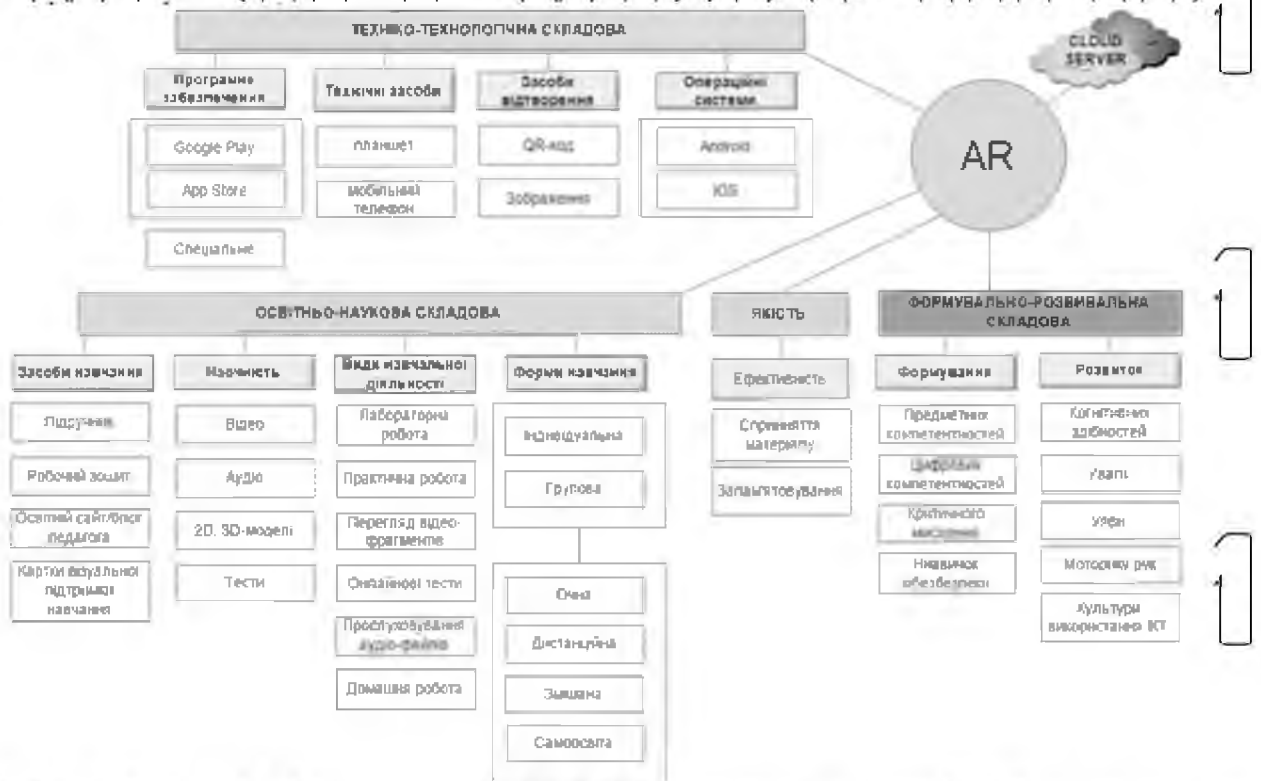 ТЕХНІКО-ТЕХНОЛОГІЧНА СКЛАДОВА
CLOUD
SERVER
AR
Програмне
забезпечення
Google Play
App Store
Спеціальне
Технічні засоби
планшет
мобільний
телефон
Засоби
відтворення
QR-код
Зображення
Операційні
системи
Android
IOS
ОСВІТНЬО-НАУКОВА СКЛАДОВА
Засоби навчання
Підручник
Робочий зошит
Освітній сайт/блог
педагога
Картки візуальної
підтримки
навчання
Наочність
Відео
Аудіо
2D, 3D-моделі
Тести
Види навчальної
діяльності
Лабораторна
робота
Практична робота
Перегляд відео-
фрагментів
Онлайнові тести
Прослуховування
аудіо-файлів
Домашня робота
Форми навчання
Індивідуальна
Групова
Очна
Дистанційна
Змішана
Самоосвіта
ЯКІСТЬ
Ефективність
Сприйняття
матеріалу
Запам'ятовування
ФОРМУВАЛЬНО-РОЗВИВАЛЬНА
СКЛАДОВА
Формування
Предметних
компетентностей
Цифрових
компетентностей
Критичного
мислення
Навичок
Розвиток
Когнітивних
здібностей
Уваги
Уяви
Моторики рук
Культури
використання ІКТ